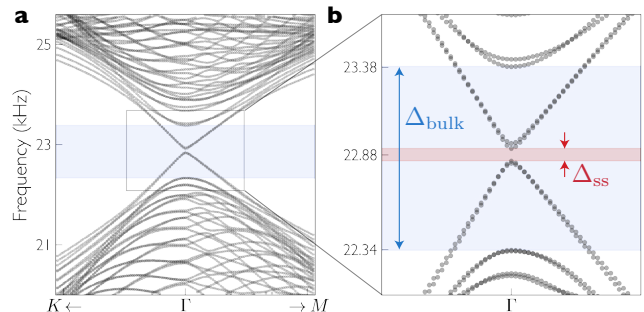 a
b
25
23
21
Frequency (kHz)
K ← Γ → M
23.38
22.88
22.34
Δbulk
Δss
Γ